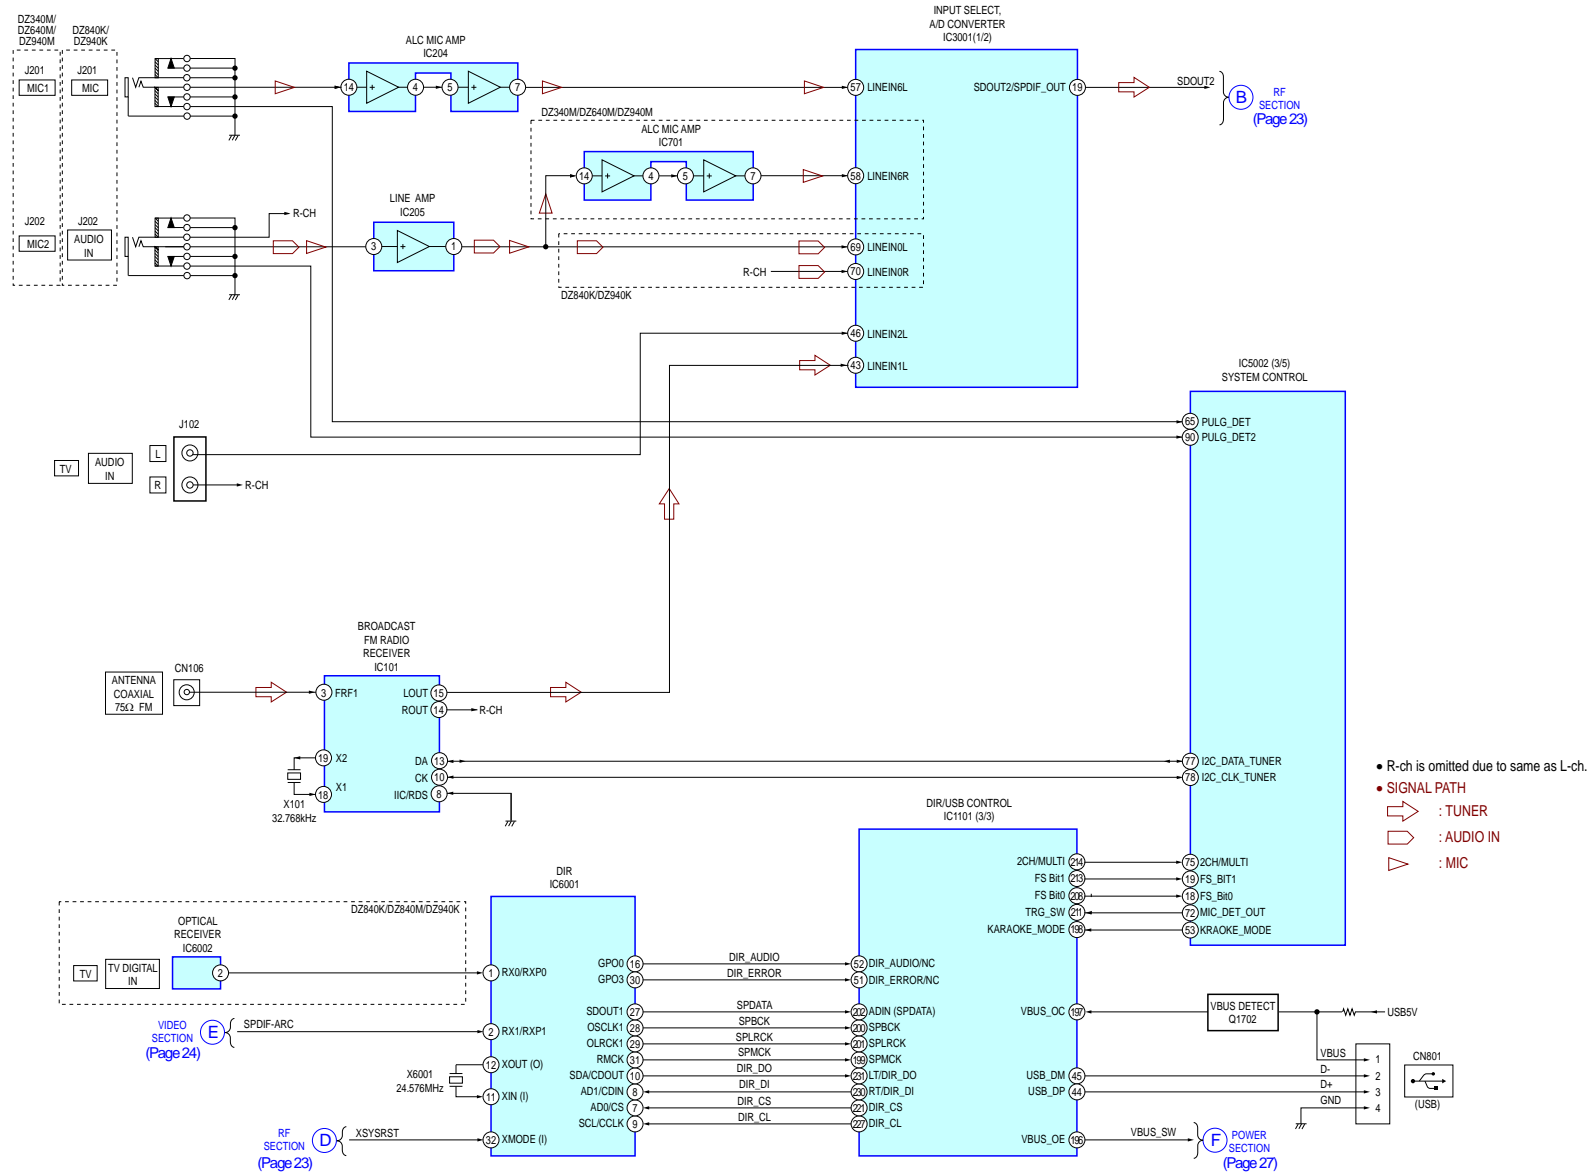 DZ340M/
DZ640M/
DZ940M
DZ840K/
DZ940K
J201
MIC1
J201
MIC
J202
MIC2
J202
AUDIO
IN
ALC MIC AMP
IC204
14
4
5
7
INPUT SELECT,
A/D CONVERTER
IC3001(1/2)
57 LINEIN6L
SDOUT2/SPDIF_OUT 19
SDOUT2
B
RF
SECTION
(Page 23)
DZ340M/DZ640M/DZ940M
ALC MIC AMP
IC701
14
4
5
7
58 LINEIN6R
R-CH
LINE AMP
IC205
3
1
69 LINEIN0L
R-CH
70 LINEIN0R
DZ840K/DZ940K
46 LINEIN2L
43 LINEIN1L
IC5002 (3/5)
SYSTEM CONTROL
65 PULG_DET
90 PULG_DET2
J102
TV
AUDIO
IN
L
R
R-CH
BROADCAST
FM RADIO
RECEIVER
IC101
ANTENNA
COAXIAL
75Ω FM
CN106
3 FRF1
LOUT 15
ROUT 14
R-CH
19 X2
18 X1
X101
32.768kHz
DA 13
CK 10
IIC/RDS 8
77 I2C_DATA_TUNER
78 I2C_CLK_TUNER
• R-ch is omitted due to same as L-ch.
• SIGNAL PATH
: TUNER
: AUDIO IN
: MIC
DIR/USB CONTROL
IC1101 (3/3)
2CH/MULTI 214
75 2CH/MULTI
FS Bit1 213
19 FS_BIT1
FS Bit0 208
18 FS_Bit0
TRG_SW 211
72 MIC_DET_OUT
KARAOKE_MODE 198
53 KRAOKE_MODE
DIR
IC6001
DZ840K/DZ840M/DZ940K
OPTICAL
RECEIVER
IC6002
TV
TV DIGITAL
IN
2
1 RX0/RXP0
VIDEO
SECTION
(Page 24)
E
SPDIF-ARC
2 RX1/RXP1
12 XOUT (O)
X6001
24.576MHz
11 XIN (I)
RF
SECTION
(Page 23)
D
XSYSRST
32 XMODE (I)
GPO0 16
DIR_AUDIO
52 DIR_AUDIO/NC
GPO3 30
DIR_ERROR
51 DIR_ERROR/NC
SDOUT1 27
SPDATA
202 ADIN (SPDATA)
OSCLK1 28
SPBCK
200 SPBCK
OLRCK1 29
SPLRCK
201 SPLRCK
RMCK 31
SPMCK
199 SPMCK
SDA/CDOUT 10
DIR_DO
231 LT/DIR_DO
AD1/CDIN 8
DIR_DI
230 RT/DIR_DI
AD0/CS 7
DIR_CS
221 DIR_CS
SCL/CCLK 9
DIR_CL
227 DIR_CL
VBUS_OC 197
VBUS DETECT
Q1702
USB5V
VBUS
1
USB_DM 45
D-
2
USB_DP 44
D+
3
GND
4
CN801
(USB)
VBUS_OE 196
VBUS_SW
F
POWER
SECTION
(Page 27)